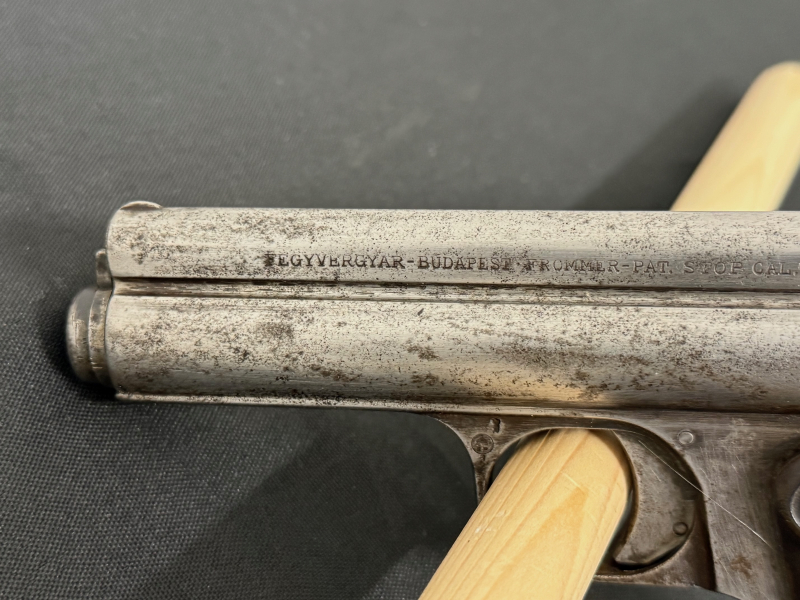 FEGYVERGYAR-BUDAPEST FROMMER-PAT. STOP CAL.